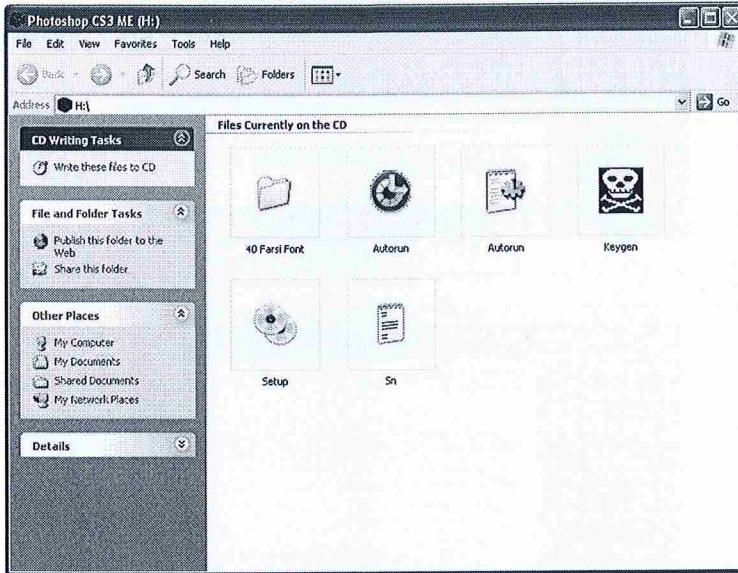 Photoshop CS3 ME (H:)
File Edit View Favorites Tools Help
Back Search Folders
Address H:\ Go
Files Currently on the CD
CD Writing Tasks
Write these files to CD
File and Folder Tasks
Publish this folder to the
Web
Share this folder
Other Places
My Computer
My Documents
Shared Documents
My Network Places
Details
40 Farsi Font Autorun Autorun Keygen
Setup Sn